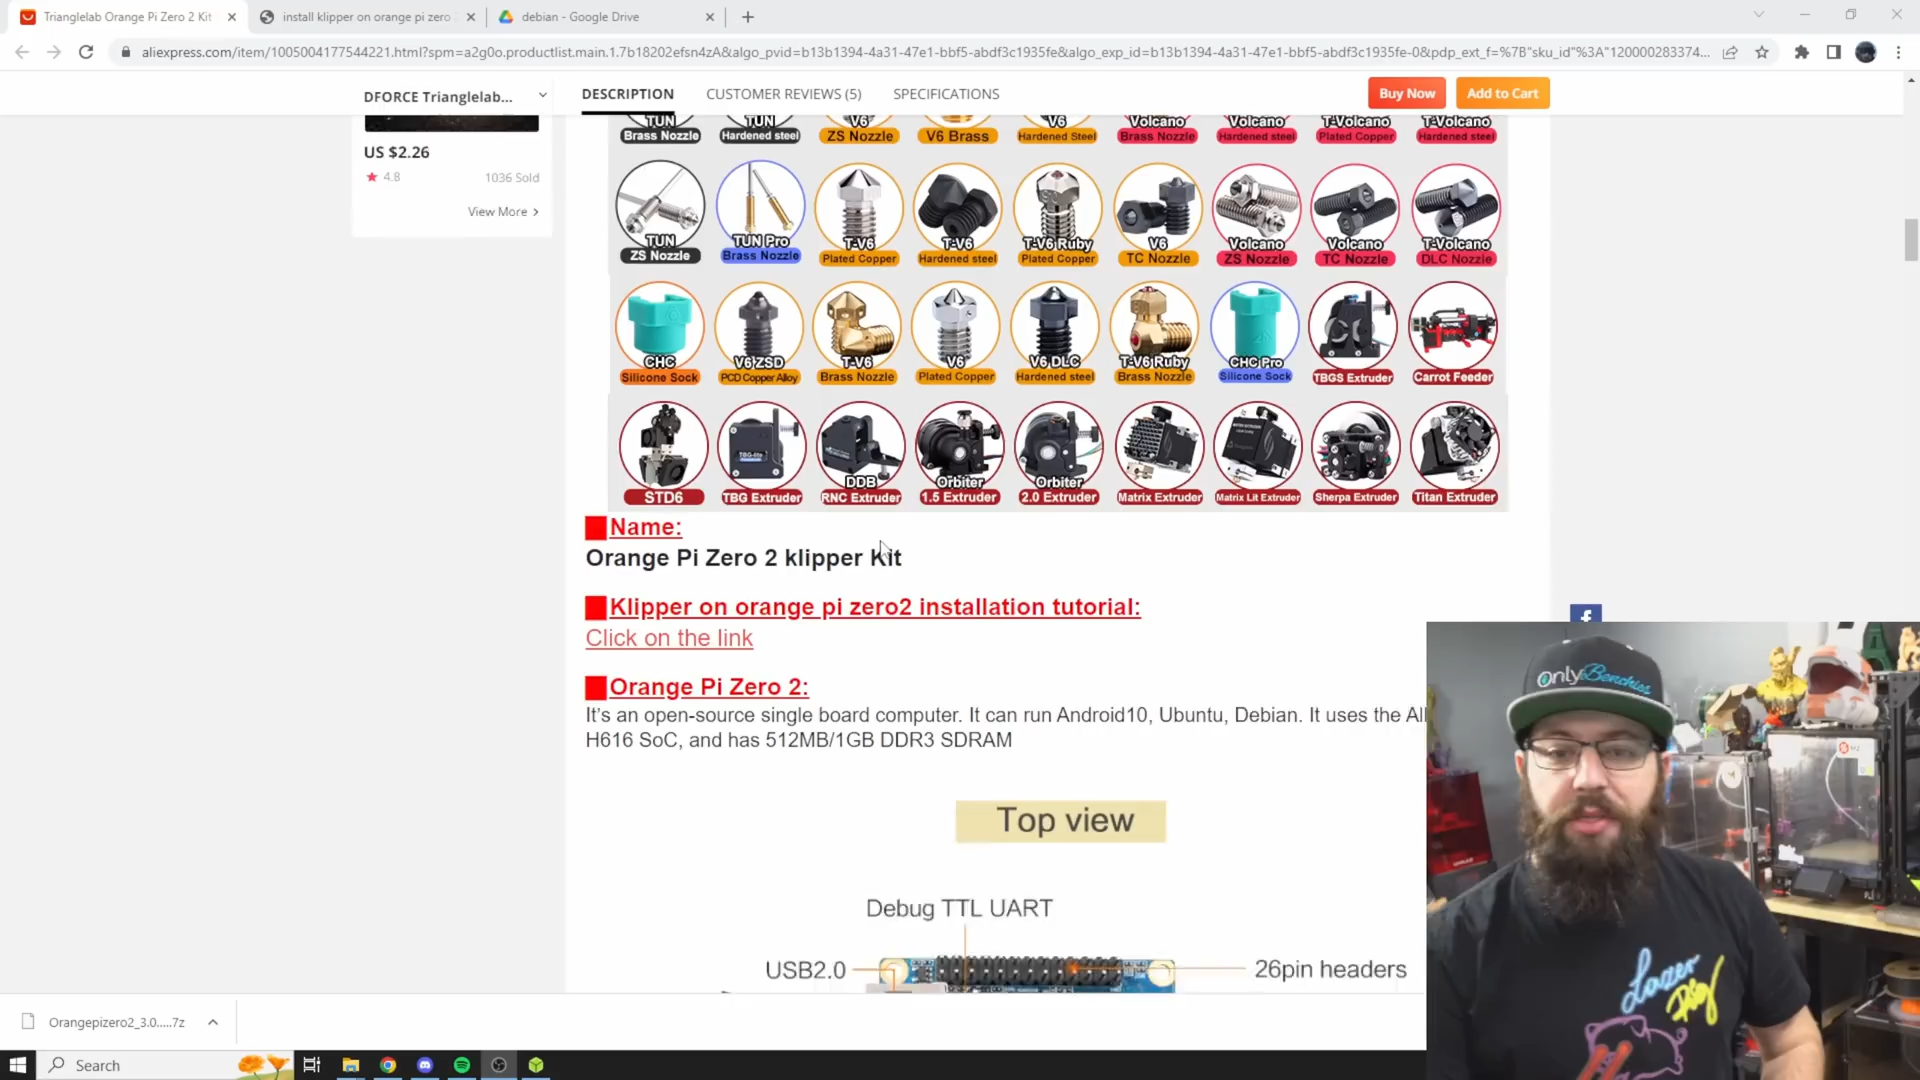 Trianglelab Orange Pi Zero 2 Kit
install klipper on orange pi zero
debian - Google Drive
aliexpress.com/item/1005004177544221.html?spm=a2g0o.productlist.main.1.7b18202efsn4zA&algo_pvid=b13b1394-4a31-47e1-bbf5-abdf3c1935fe&algo_exp_id=b13b1394-4a31-47e1-bbf5-abdf3c1935fe-0&pdp_ext_f=%7B"sku_id"%3A"120000283374...
DFORCE Trianglelab...
DESCRIPTION CUSTOMER REVIEWS (5) SPECIFICATIONS
Buy Now Add to Cart
US $2.26
4.8 1036 Sold
View More >
TUN TUN V6 V6 V6 Volcano Volcano T-Volcano T-Volcano
Brass Nozzle Hardened steel ZS Nozzle V6 Brass Hardened Steel Brass Nozzle Hardened steel Plated Copper Hardened steel
TUN TUN Pro T-V6 T-V6 T-V6 Ruby V6 Volcano Volcano T-Volcano
ZS Nozzle Brass Nozzle Plated Copper Hardened steel Plated Copper TC Nozzle ZS Nozzle TC Nozzle DLC Nozzle
CHC V6 ZSD T-V6 V6 V6 DLC T-V6 Ruby CHC Pro
Silicone Sock PCD Copper Alloy Brass Nozzle Plated Copper Hardened steel Brass Nozzle Silicone Sock TBGS Extruder Carrot Feeder
TBG-lite
DDB Orbiter Orbiter
STD6 TBG Extruder RNC Extruder 1.5 Extruder 2.0 Extruder Matrix Extruder Matrix Lit Extruder Sherpa Extruder Titan Extruder
Name:
Orange Pi Zero 2 klipper Kit
Klipper on orange pi zero2 installation tutorial:
Click on the link
Orange Pi Zero 2:
It's an open-source single board computer. It can run Android10, Ubuntu, Debian. It uses the All
H616 SoC, and has 512MB/1GB DDR3 SDRAM
Top view
Debug TTL UART
USB2.0
26pin headers
onlyBenchies
Lazer
Orangepizero2_3.0.....7z
Search